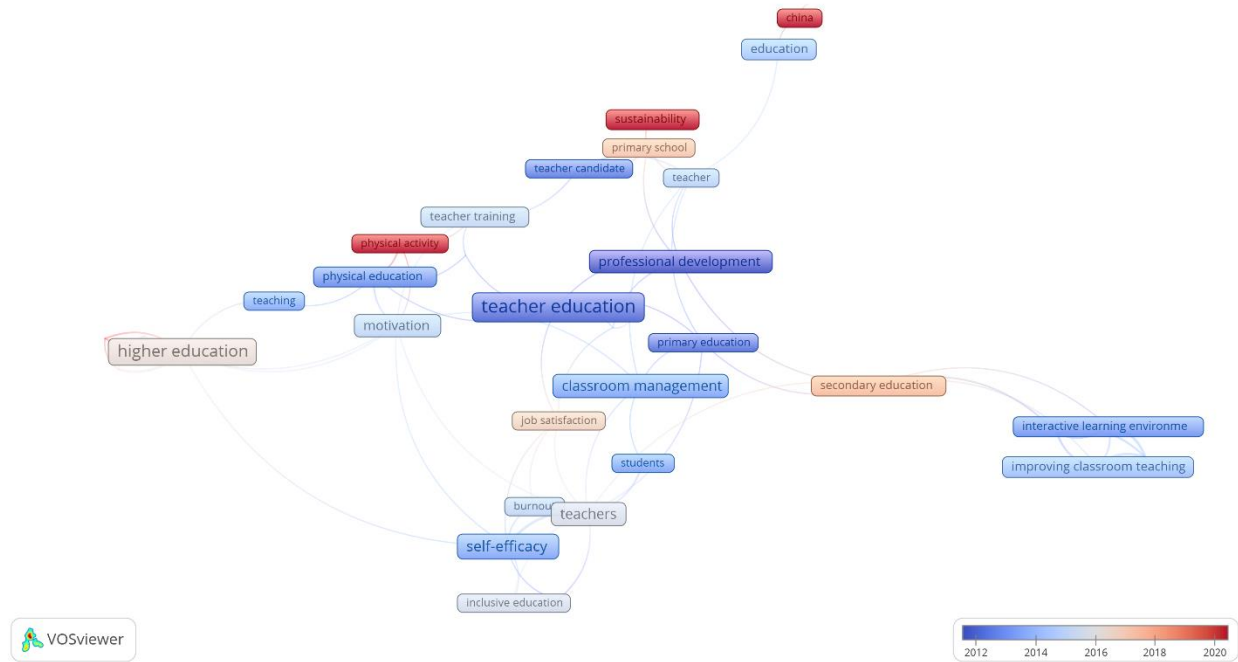 china
education
sustainability
primary school
teacher candidate
teacher
teacher training
physical activity
professional development
physical education
teaching
teacher education
motivation
primary education
higher education
classroom management
secondary education
job satisfaction
interactive learning environme
students
improving classroom teaching
burnou
teachers
self-efficacy
inclusive education
VOSviewer
2012 2014 2016 2018 2020